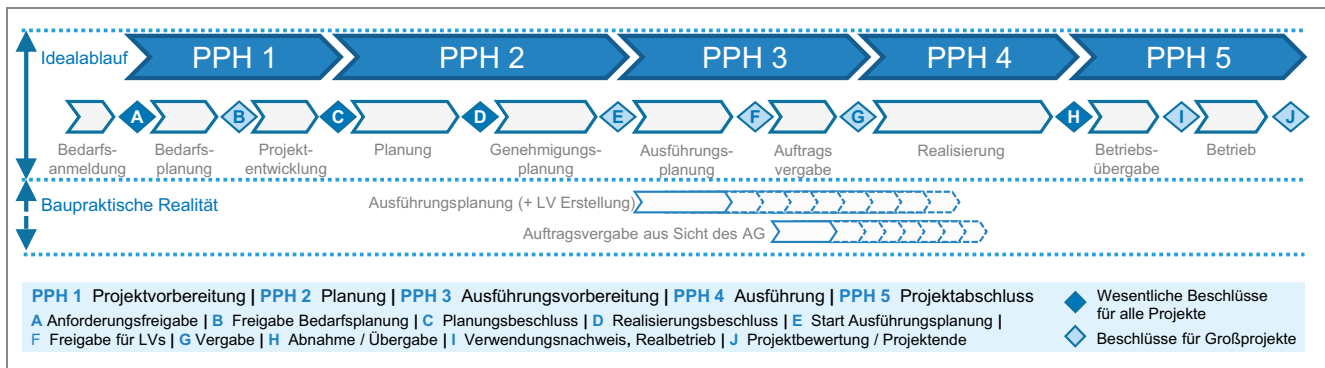 Idealablauf
PPH 1
PPH 2
PPH 3
PPH 4
PPH 5
A
B
C
D
E
F
G
H
I
J
Bedarfs-
anmeldung
Bedarfs-
planung
Projekt-
entwicklung
Planung
Genehmigungs-
planung
Ausführungs-
planung
Auftrags
vergabe
Realisierung
Betriebs-
übergabe
Betrieb
Baupraktische Realität
Ausführungsplanung (+ LV Erstellung)
Auftragsvergabe aus Sicht des AG
PPH 1 Projektvorbereitung | PPH 2 Planung | PPH 3 Ausführungsvorbereitung | PPH 4 Ausführung | PPH 5 Projektabschluss
A Anforderungsfreigabe | B Freigabe Bedarfsplanung | C Planungsbeschluss | D Realisierungsbeschluss | E Start Ausführungsplanung |
F Freigabe für LVs | G Vergabe | H Abnahme / Übergabe | I Verwendungsnachweis, Realbetrieb | J Projektbewertung / Projektende
Wesentliche Beschlüsse
für alle Projekte
Beschlüsse für Großprojekte